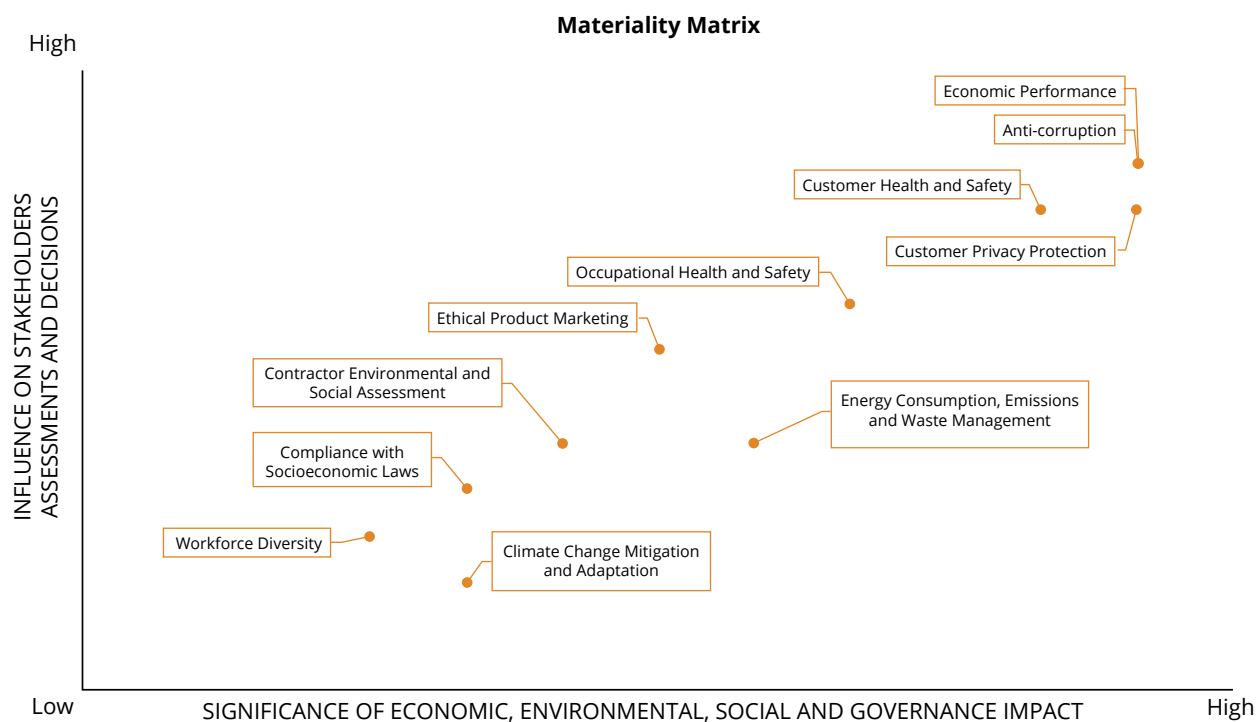 Materiality Matrix
High
Economic Performance
Anti-corruption
Customer Health and Safety
Customer Privacy Protection
Occupational Health and Safety
Ethical Product Marketing
Contractor Environmental and
Social Assessment
Energy Consumption, Emissions
and Waste Management
Compliance with
Socioeconomic Laws
Workforce Diversity
Climate Change Mitigation
and Adaptation
INFLUENCE ON STAKEHOLDERS
ASSESSMENTS AND DECISIONS
Low
SIGNIFICANCE OF ECONOMIC, ENVIRONMENTAL, SOCIAL AND GOVERNANCE IMPACT
High